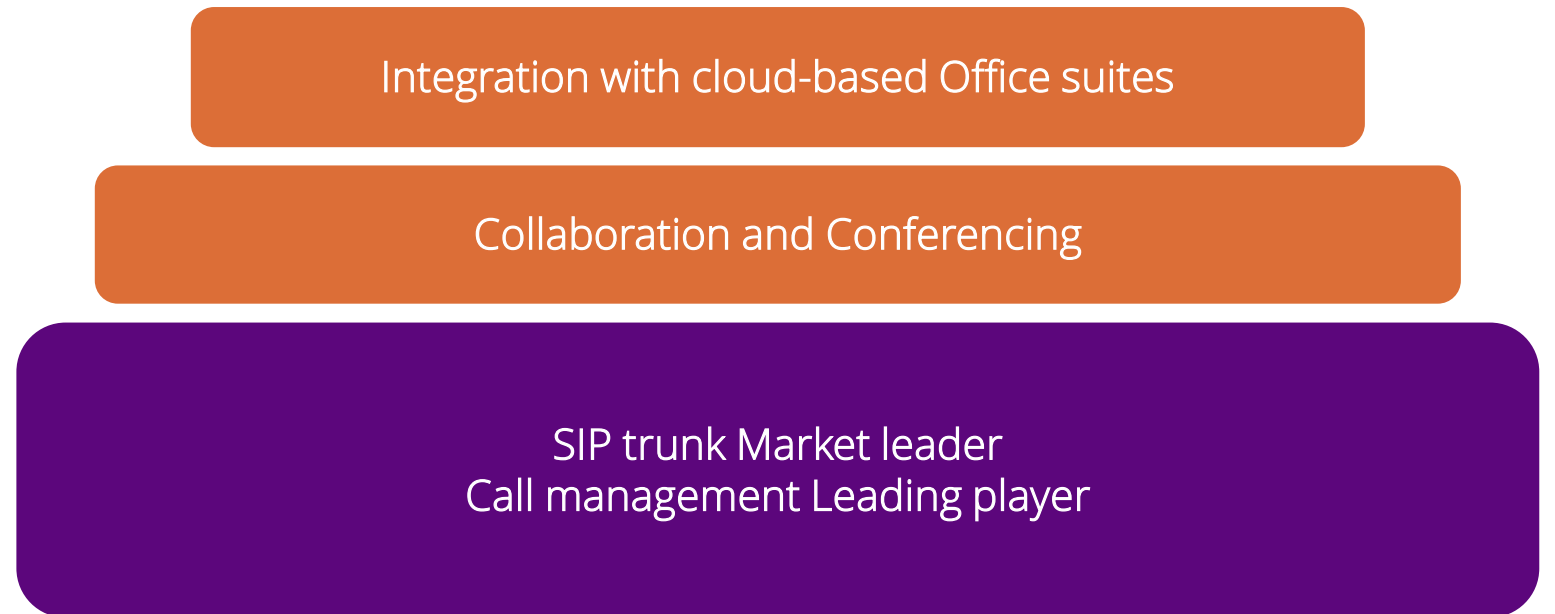 Integration with cloud-based Office suites
Collaboration and Conferencing
SIP trunk Market leader
Call management Leading player